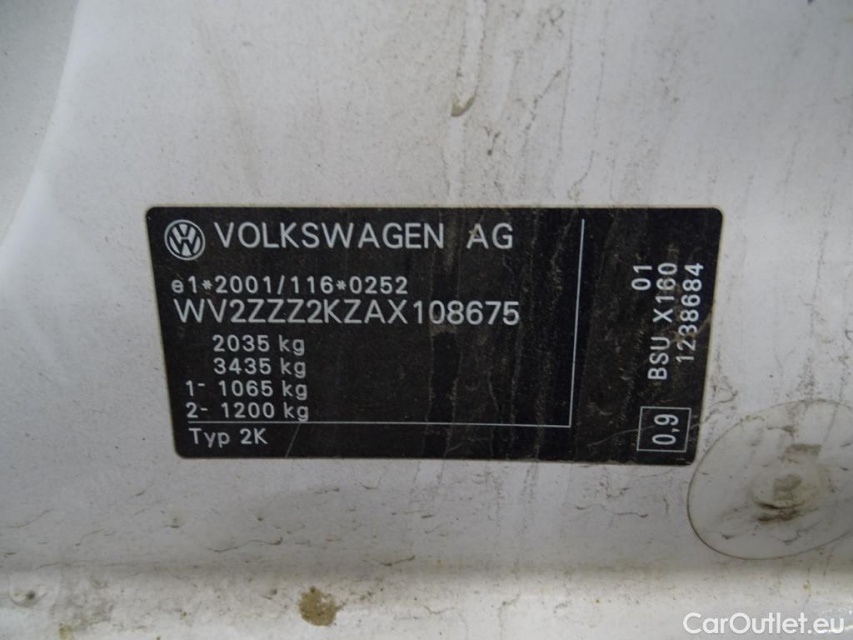 VOLKSWAGEN AG
e1*2001/116*0252
WV2ZZZ2KZAX108675
2035 kg
3435 kg
1- 1065 kg
2- 1200 kg
Typ 2K
01
BSU X160
1238684
0,9
CarOutlet.eu